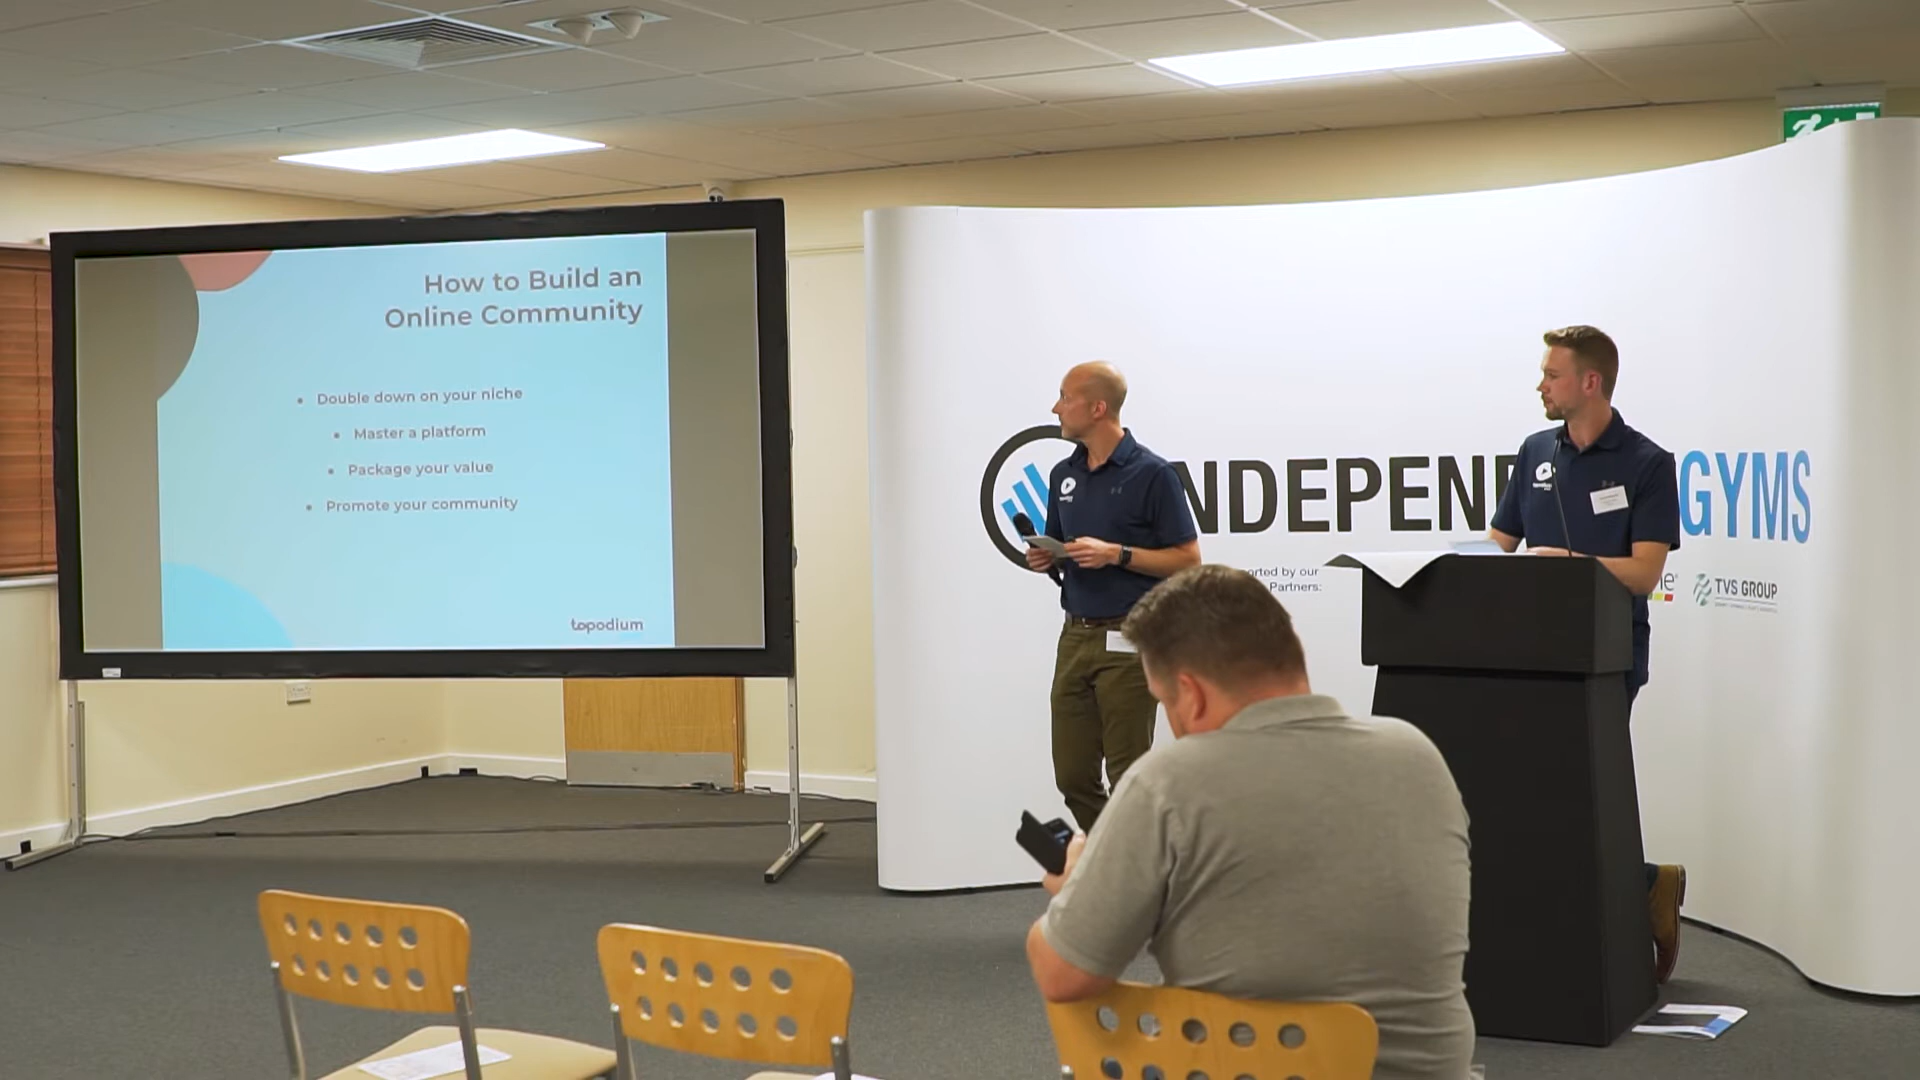 How to Build an
Online Community
Double down on your niche
Master a platform
Package your value
Promote your community
topodium
NDEPEN GYMS
orted by our
Partners:
TVS GROUP